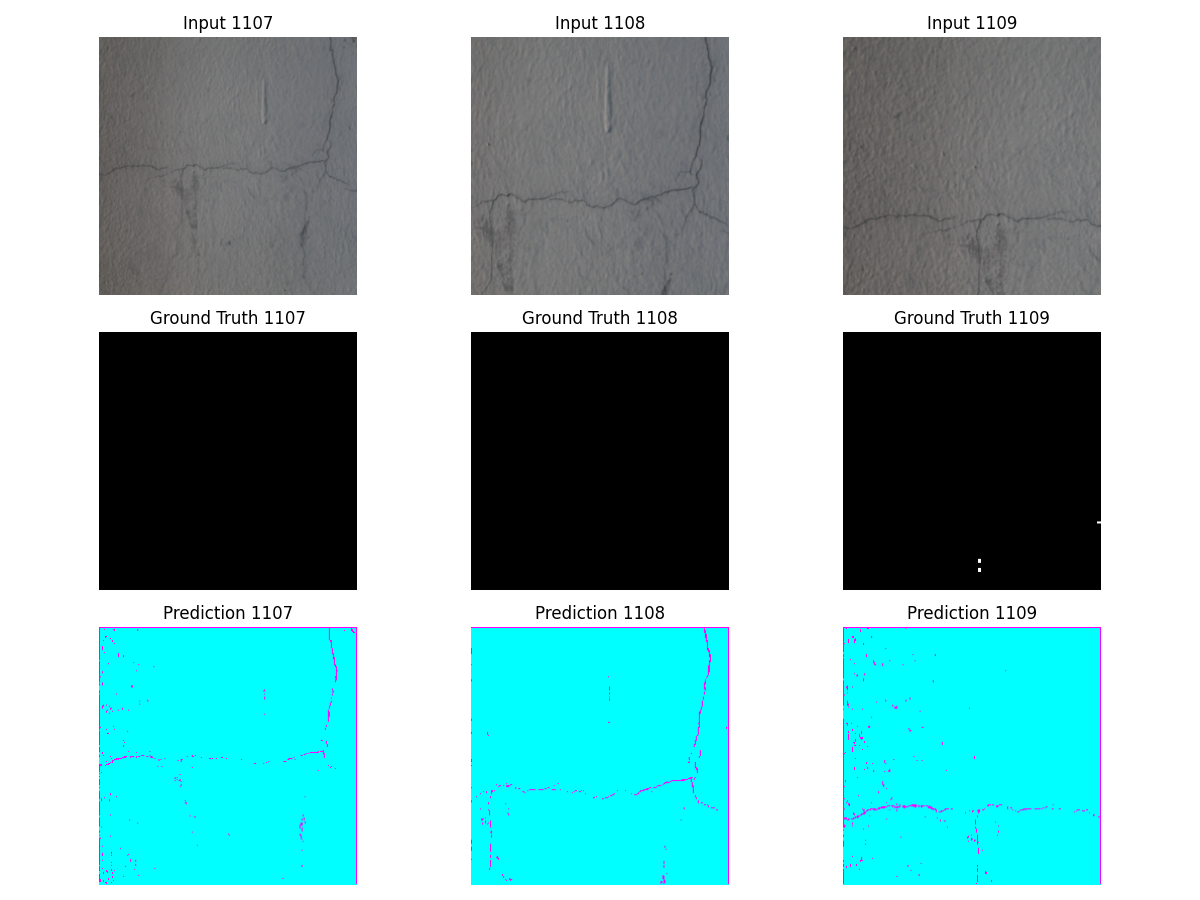 Input 1107
Input 1108
Input 1109
Ground Truth 1107
Ground Truth 1108
Ground Truth 1109
Prediction 1107
Prediction 1108
Prediction 1109